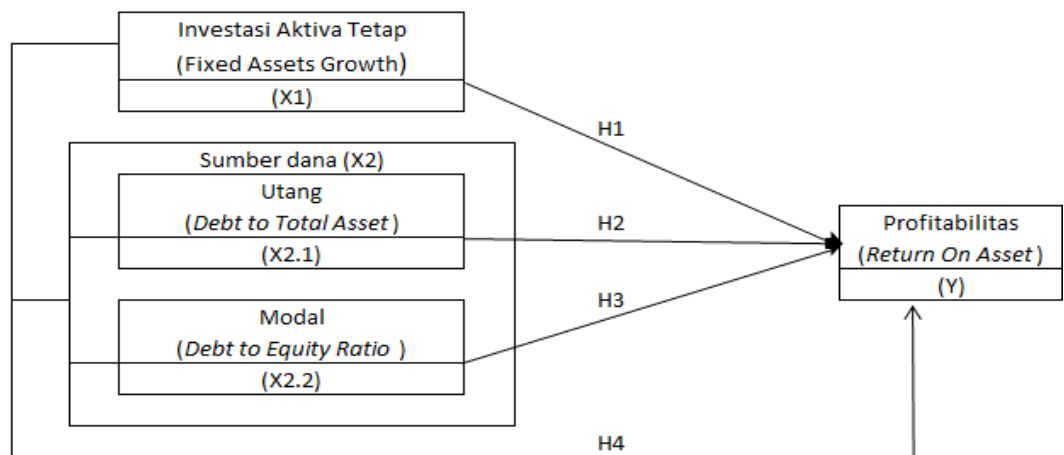 Investasi Aktiva Tetap
(Fixed Assets Growth)
(X1)
H1
Sumber dana (X2)
Utang
(Debt to Total Asset)
(X2.1)
H2
Profitabilitas
(Return On Asset)
(Y)
H3
Modal
(Debt to Equity Ratio )
(X2.2)
H4